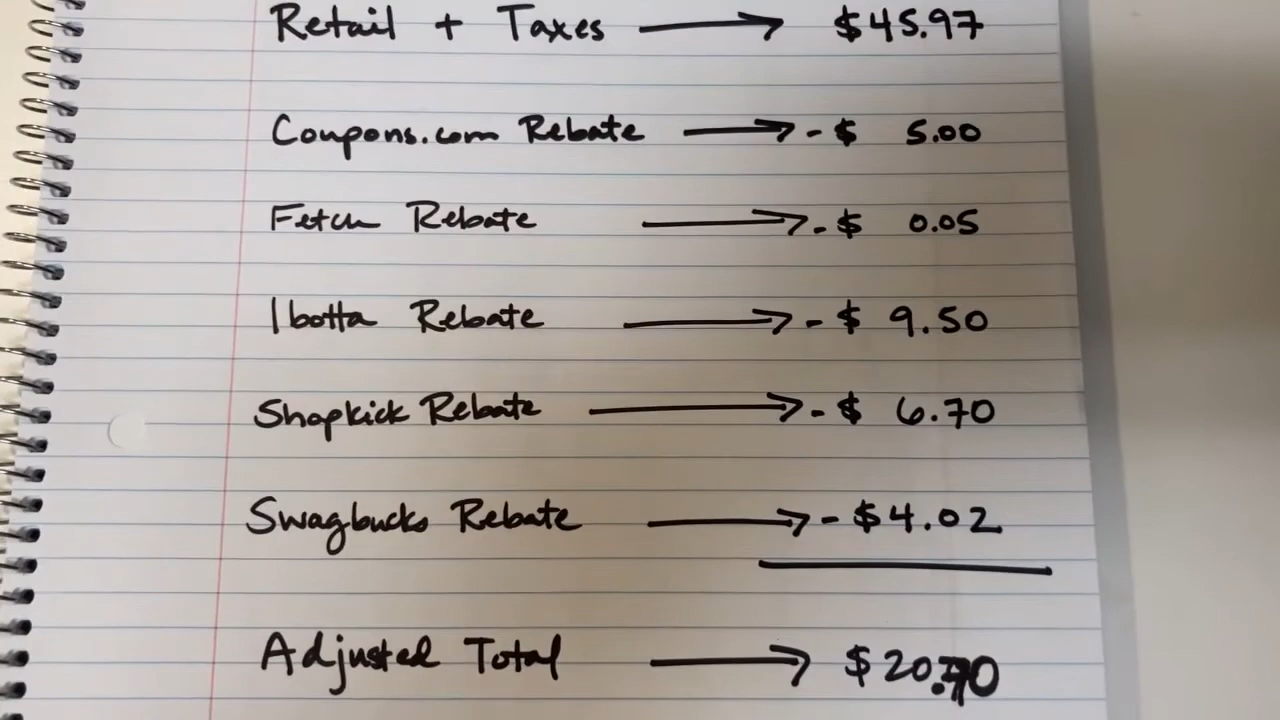 Retail + Taxes → $45.97
Coupons.com Rebate → - $ 5.00
Fetch Rebate → - $ 0.05
Ibotta Rebate → - $ 9.50
Shopkick Rebate → - $ 6.70
Swagbucks Rebate → - $4.02
Adjusted Total → $20.70